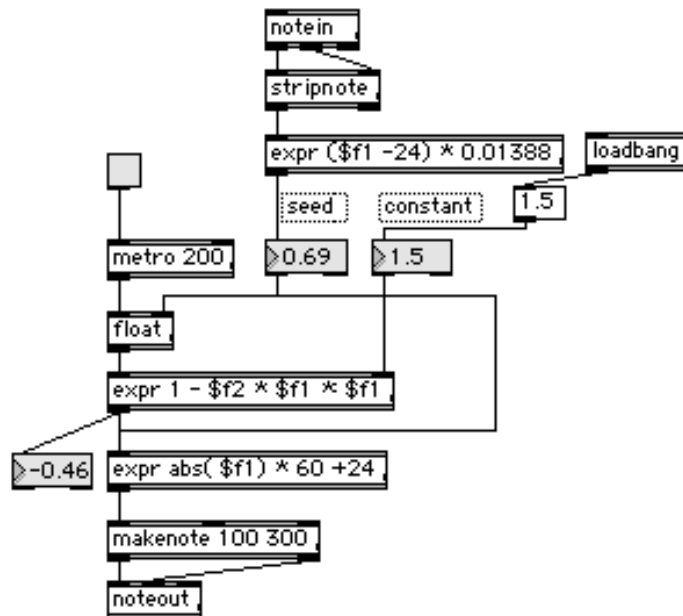 notein
stripnote
expr ($f1 -24) * 0.01388
loadbang
seed
constant
1.5
metro 200
0.69
1.5
float
expr 1 - $f2 * $f1 * $f1
-0.46
expr abs( $f1) * 60 +24
makenote 100 300
noteout